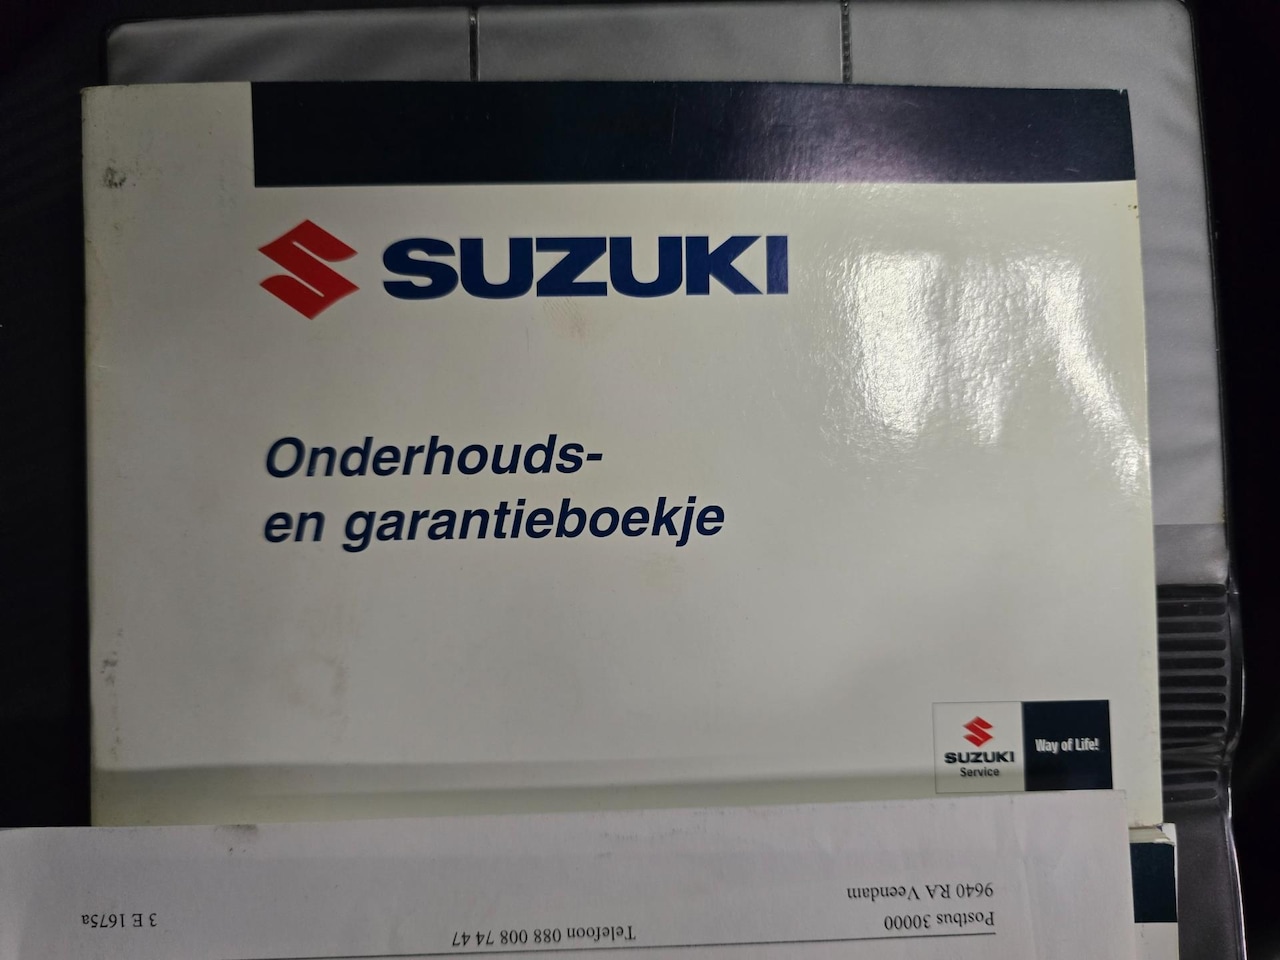 SUZUKI
Onderhouds-
en garantieboekje
SUZUKI
Service
Way of Life!
Postbus 30000
9640 RA Veendam
Telefoon 088 008 74 47
3 E 1675a